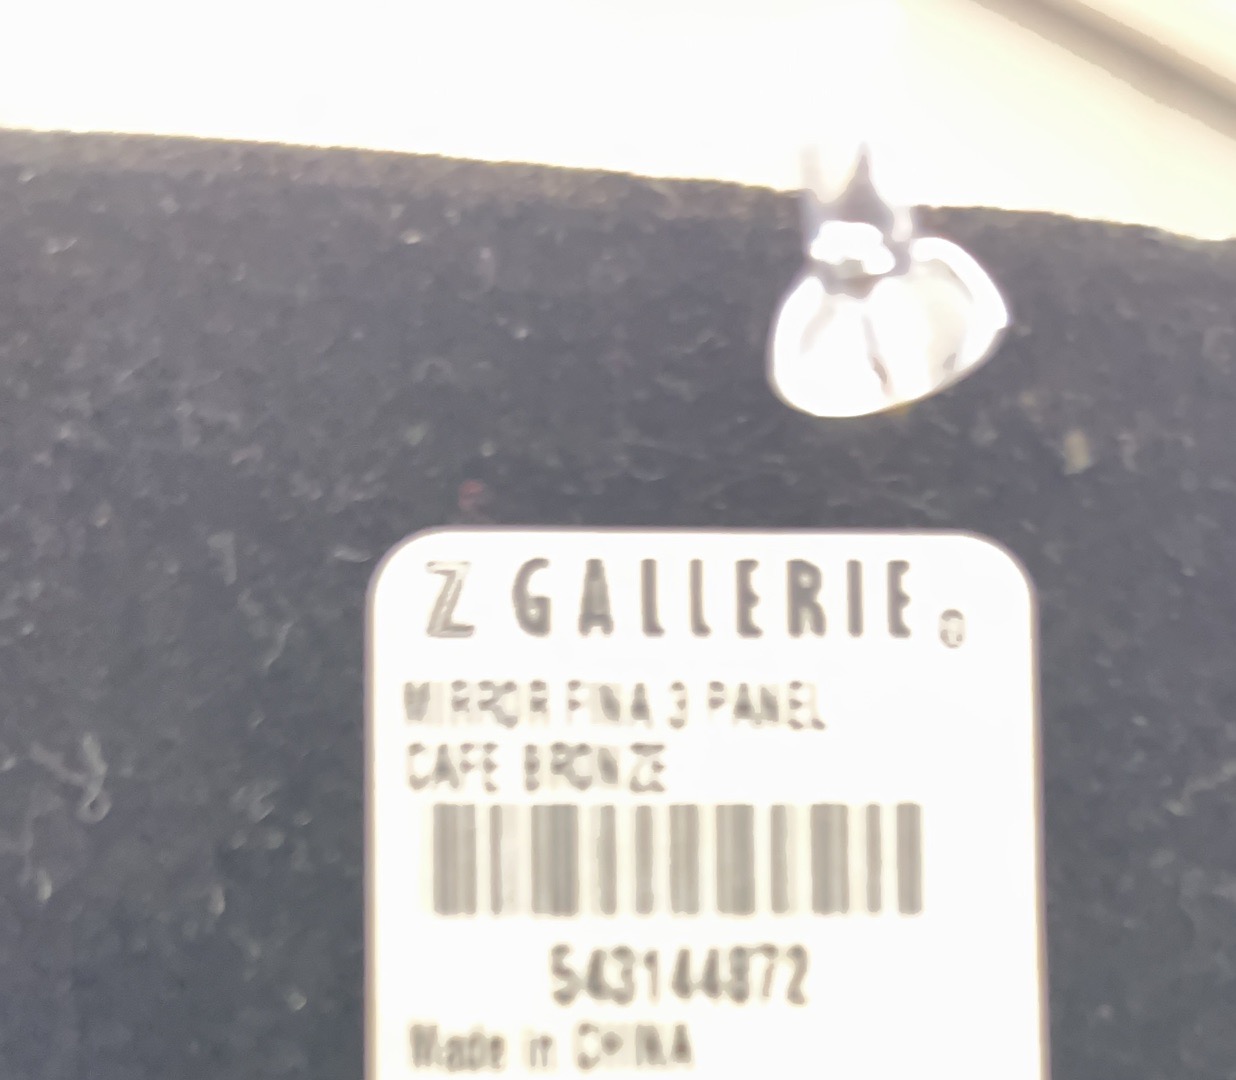 Z GALLERIE®
MIRROR FINA 3 PANEL
CAFE BRONZE
543144872
Made in CHINA